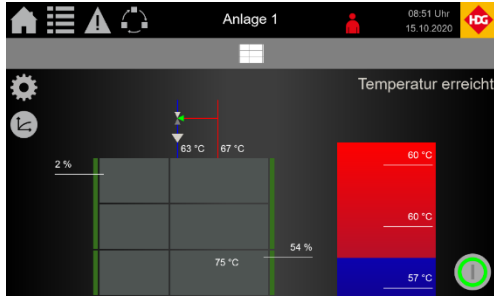 Anlage 1
08:51 Uhr
15.10.2020
HDG
Temperatur erreicht
63 °C
67 °C
2 %
60 °C
60 °C
54 %
75 °C
57 °C